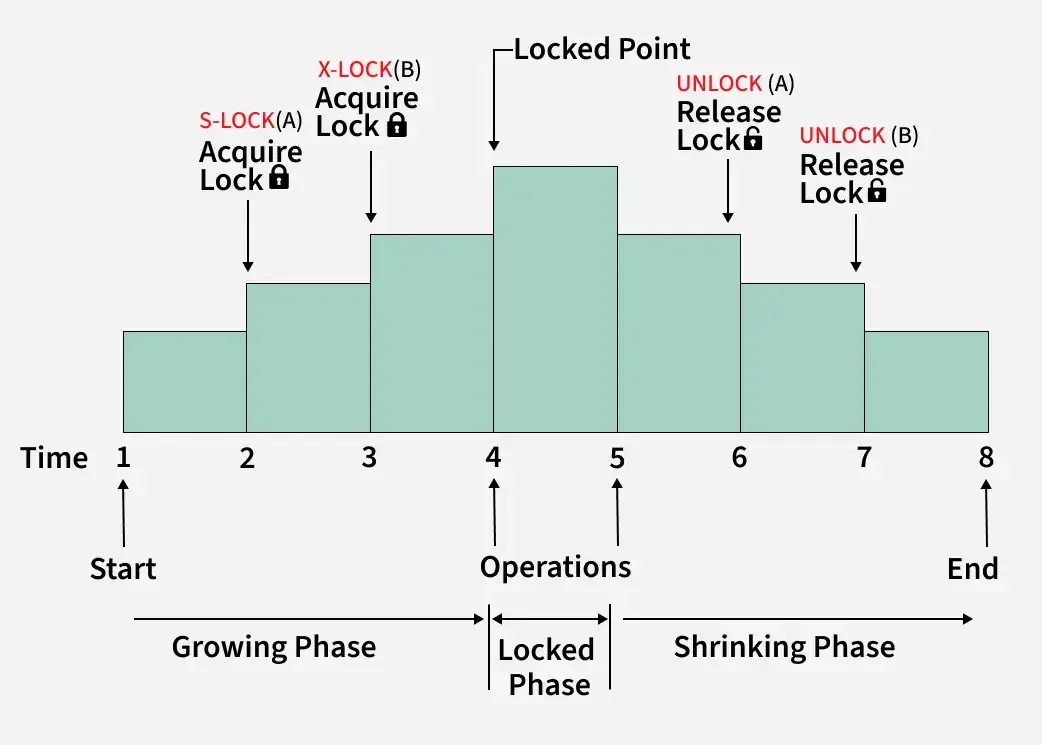 Locked Point
X-LOCK(B)
Acquire
Lock
S-LOCK(A)
Acquire
Lock
UNLOCK (A)
Release
Lock
UNLOCK (B)
Release
Lock
Time 1 2 3 4 5 6 7 8
Start
Operations
End
Growing Phase
Locked
Phase
Shrinking Phase